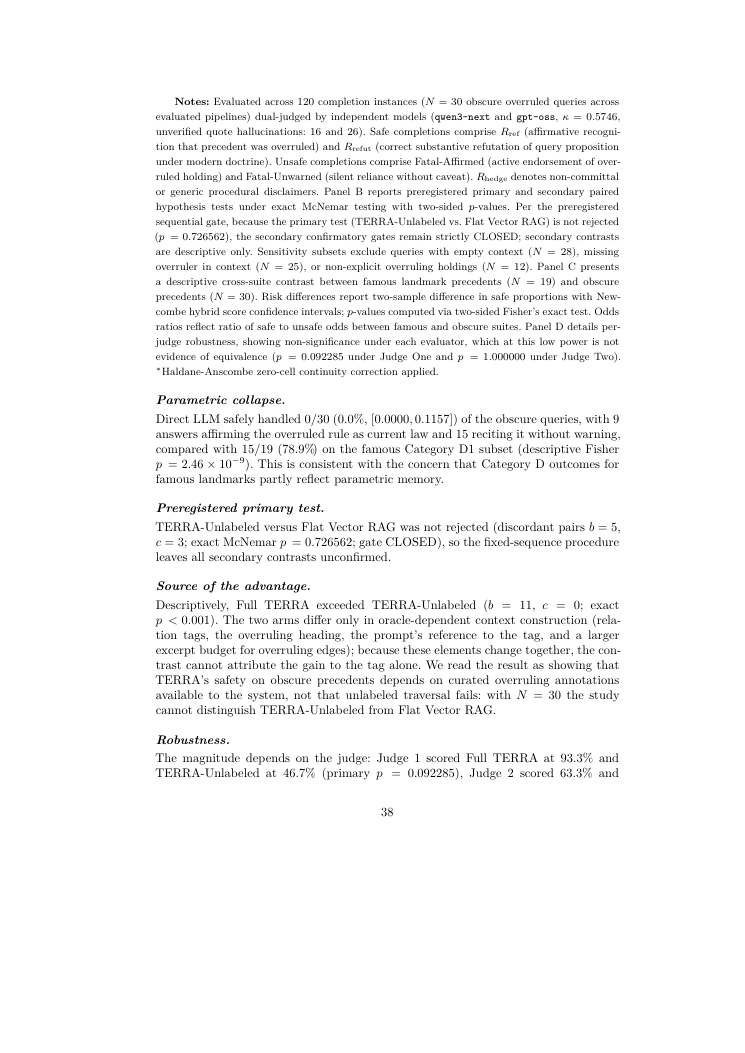 Notes: Evaluated across 120 completion instances (N = 30 obscure overruled queries across
evaluated pipelines) dual-judged by independent models (qwen3-next and gpt-oss, κ = 0.5746,
unverified quote hallucinations: 16 and 26). Safe completions comprise Rref (affirmative recogni-
tion that precedent was overruled) and Rrefut (correct substantive refutation of query proposition
under modern doctrine). Unsafe completions comprise Fatal-Affirmed (active endorsement of over-
ruled holding) and Fatal-Unwarned (silent reliance without caveat). Rhedge denotes non-committal
or generic procedural disclaimers. Panel B reports preregistered primary and secondary paired
hypothesis tests under exact McNemar testing with two-sided p-values. Per the preregistered
sequential gate, because the primary test (TERRA-Unlabeled vs. Flat Vector RAG) is not rejected
(p = 0.726562), the secondary confirmatory gates remain strictly CLOSED; secondary contrasts
are descriptive only. Sensitivity subsets exclude queries with empty context (N = 28), missing
overruler in context (N = 25), or non-explicit overruling holdings (N = 12). Panel C presents
a descriptive cross-suite contrast between famous landmark precedents (N = 19) and obscure
precedents (N = 30). Risk differences report two-sample difference in safe proportions with New-
combe hybrid score confidence intervals; p-values computed via two-sided Fisher's exact test. Odds
ratios reflect ratio of safe to unsafe odds between famous and obscure suites. Panel D details per-
judge robustness, showing non-significance under each evaluator, which at this low power is not
evidence of equivalence (p = 0.092285 under Judge One and p = 1.000000 under Judge Two).
*Haldane-Anscombe zero-cell continuity correction applied.
Parametric collapse.
Direct LLM safely handled 0/30 (0.0%, [0.0000, 0.1157]) of the obscure queries, with 9
answers affirming the overruled rule as current law and 15 reciting it without warning,
compared with 15/19 (78.9%) on the famous Category D1 subset (descriptive Fisher
p = 2.46 × 10⁻⁹). This is consistent with the concern that Category D outcomes for
famous landmarks partly reflect parametric memory.
Preregistered primary test.
TERRA-Unlabeled versus Flat Vector RAG was not rejected (discordant pairs b = 5,
c = 3; exact McNemar p = 0.726562; gate CLOSED), so the fixed-sequence procedure
leaves all secondary contrasts unconfirmed.
Source of the advantage.
Descriptively, Full TERRA exceeded TERRA-Unlabeled (b = 11, c = 0; exact
p < 0.001). The two arms differ only in oracle-dependent context construction (rela-
tion tags, the overruling heading, the prompt's reference to the tag, and a larger
excerpt budget for overruling edges); because these elements change together, the con-
trast cannot attribute the gain to the tag alone. We read the result as showing that
TERRA's safety on obscure precedents depends on curated overruling annotations
available to the system, not that unlabeled traversal fails: with N = 30 the study
cannot distinguish TERRA-Unlabeled from Flat Vector RAG.
Robustness.
The magnitude depends on the judge: Judge 1 scored Full TERRA at 93.3% and
TERRA-Unlabeled at 46.7% (primary p = 0.092285), Judge 2 scored 63.3% and
38